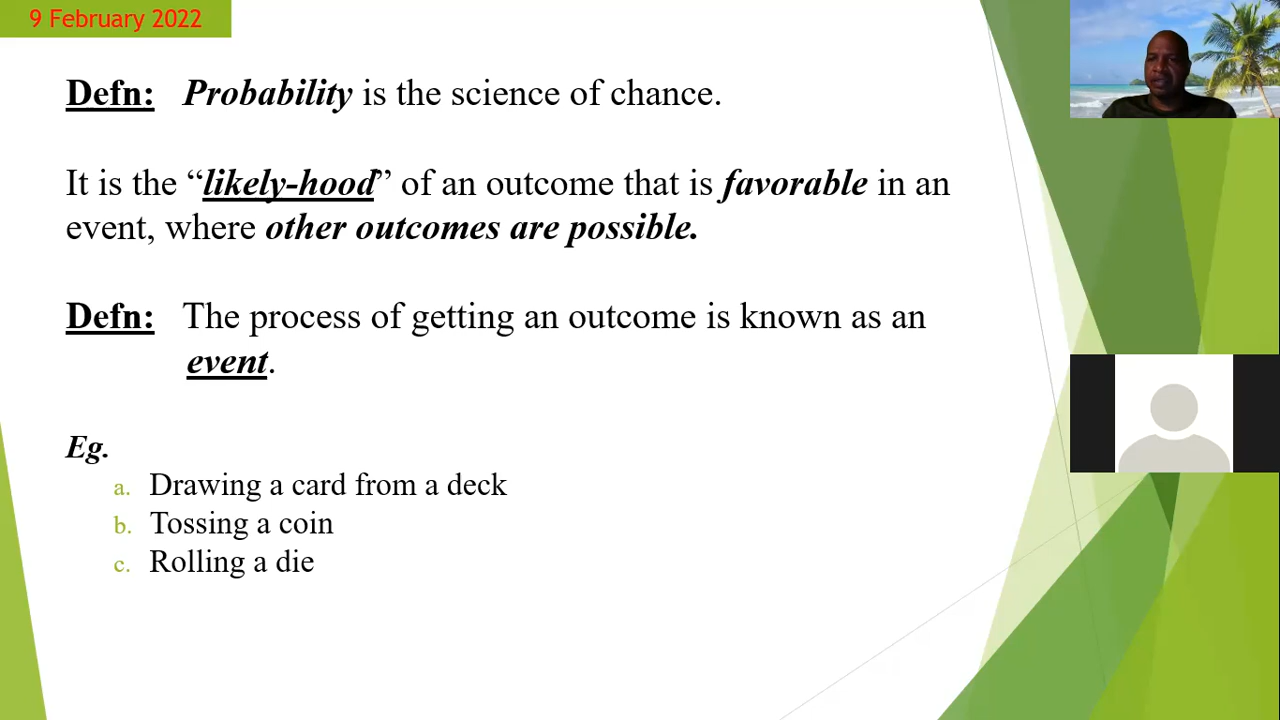 9 February 2022
Defn: Probability is the science of chance.
It is the “likely-hood” of an outcome that is favorable in an
event, where other outcomes are possible.
Defn: The process of getting an outcome is known as an
event.
Eg.
a. Drawing a card from a deck
b. Tossing a coin
c. Rolling a die